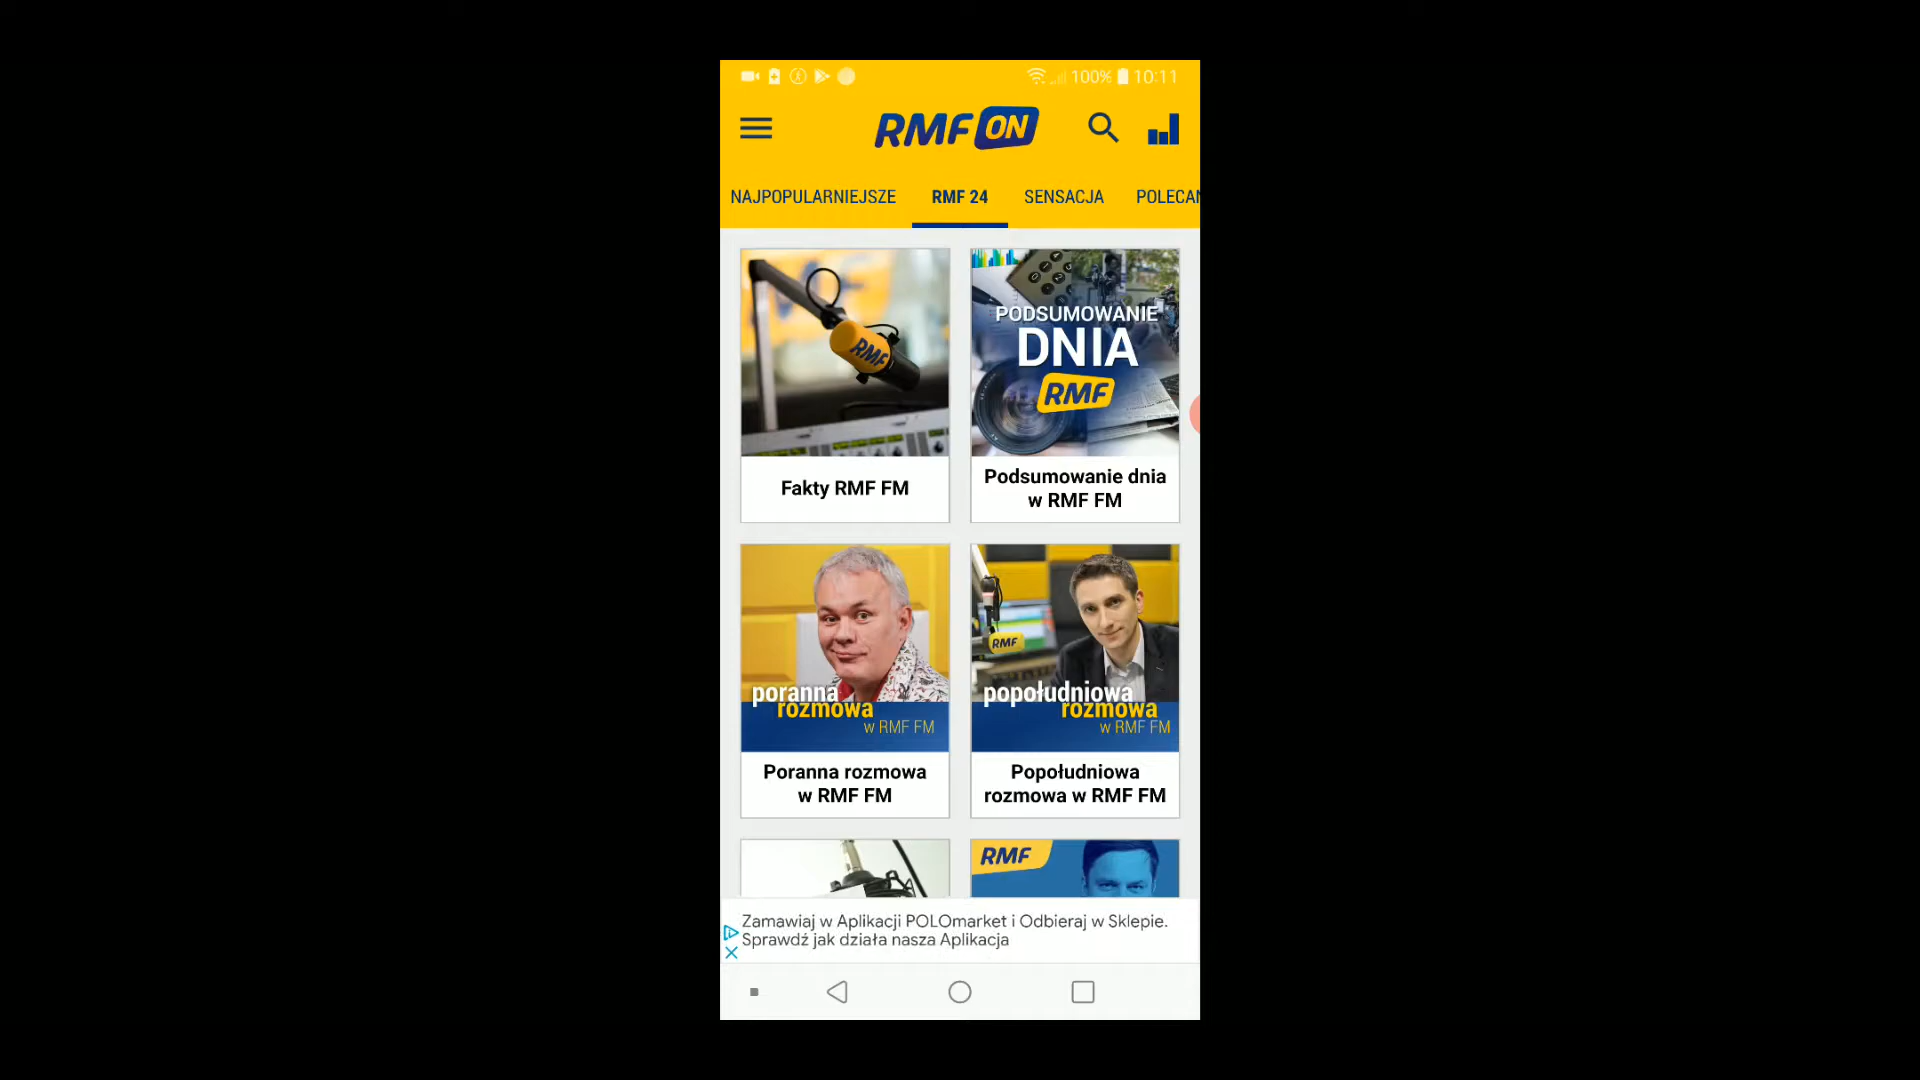 100% 10:11
RMF ON
NAJPOPULARNIEJSZE RMF 24 SENSACJA POLECAN
RMF
PODSUMOWANIE
DNIA
RMF
Fakty RMF FM
Podsumowanie dnia
w RMF FM
poranna
rozmowa
w RMF FM
RMF
popołudniowa
rozmowa
w RMF FM
Poranna rozmowa
w RMF FM
Popołudniowa
rozmowa w RMF FM
RMF
Zamawiaj w Aplikacji POLOmarket i Odbieraj w Sklepie.
Sprawdź jak działa nasza Aplikacja